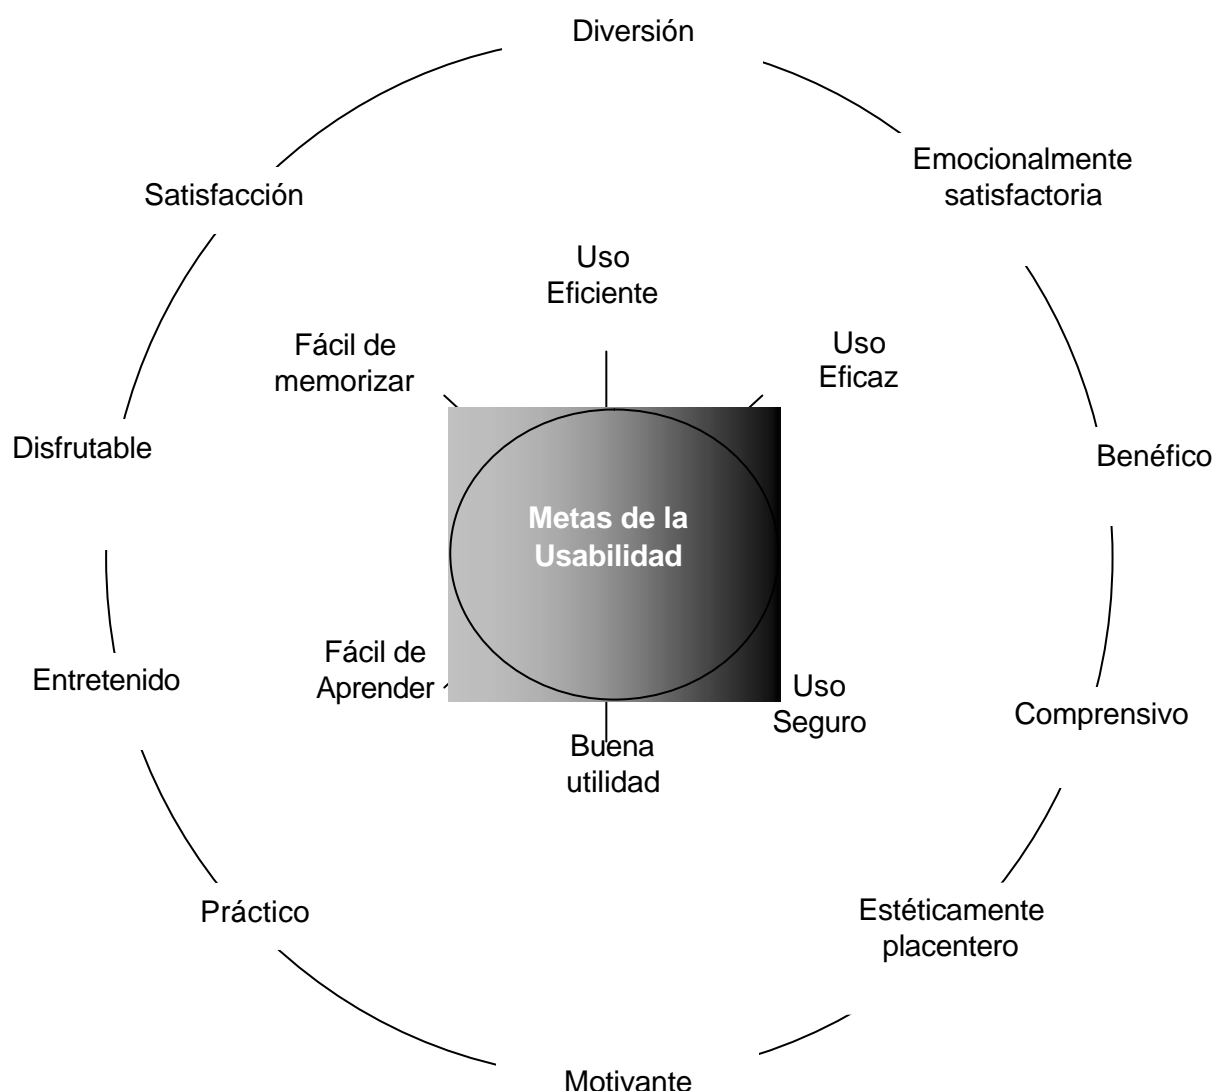 Diversión
Emocionalmente
satisfactoria
Satisfacción
Uso
Eficiente
Fácil de
memorizar
Uso
Eficaz
Disfrutable
Benéfico
Metas de la
Usabilidad
Fácil de
Aprender
Entretenido
Uso
Seguro
Comprensivo
Buena
utilidad
Práctico
Estéticamente
placentero
Motivante